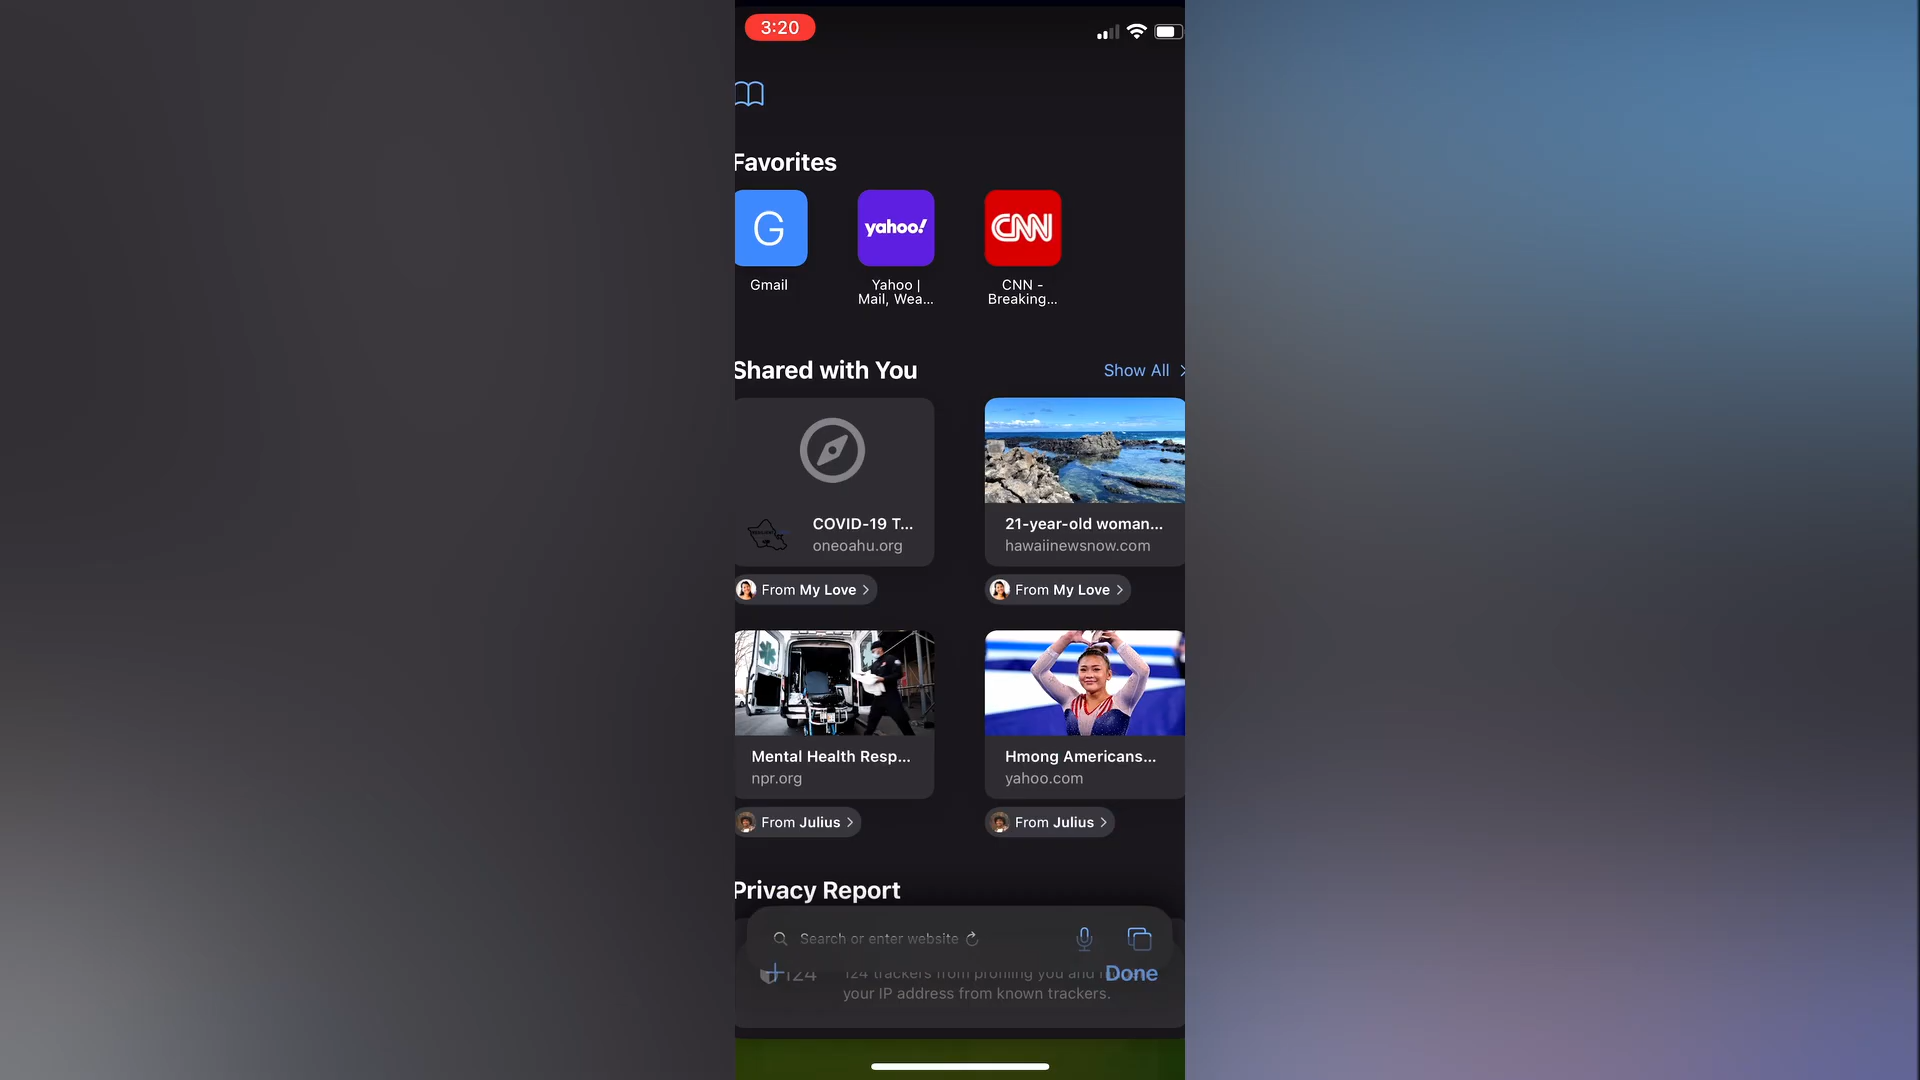 3:20
Favorites
G
yahoo!
CNN
Gmail
Yahoo |
Mail, Wea...
CNN -
Breaking...
Shared with You
Show All
COVID-19 T...
oneoahu.org
21-year-old woman...
hawaiinewsnow.com
From My Love
From My Love
Mental Health Resp...
npr.org
Hmong Americans...
yahoo.com
From Julius
From Julius
Privacy Report
Search or enter website
124
124 trackers from profiling you and
Done
your IP address from known trackers.